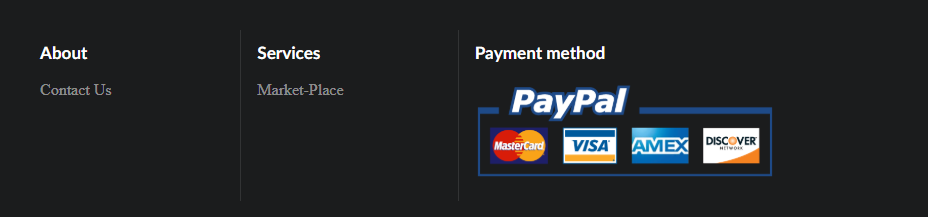 About
Contact Us
Services
Market-Place
Payment method
PayPal
MasterCard
VISA
AMEX
DISCOVER
NETWORK